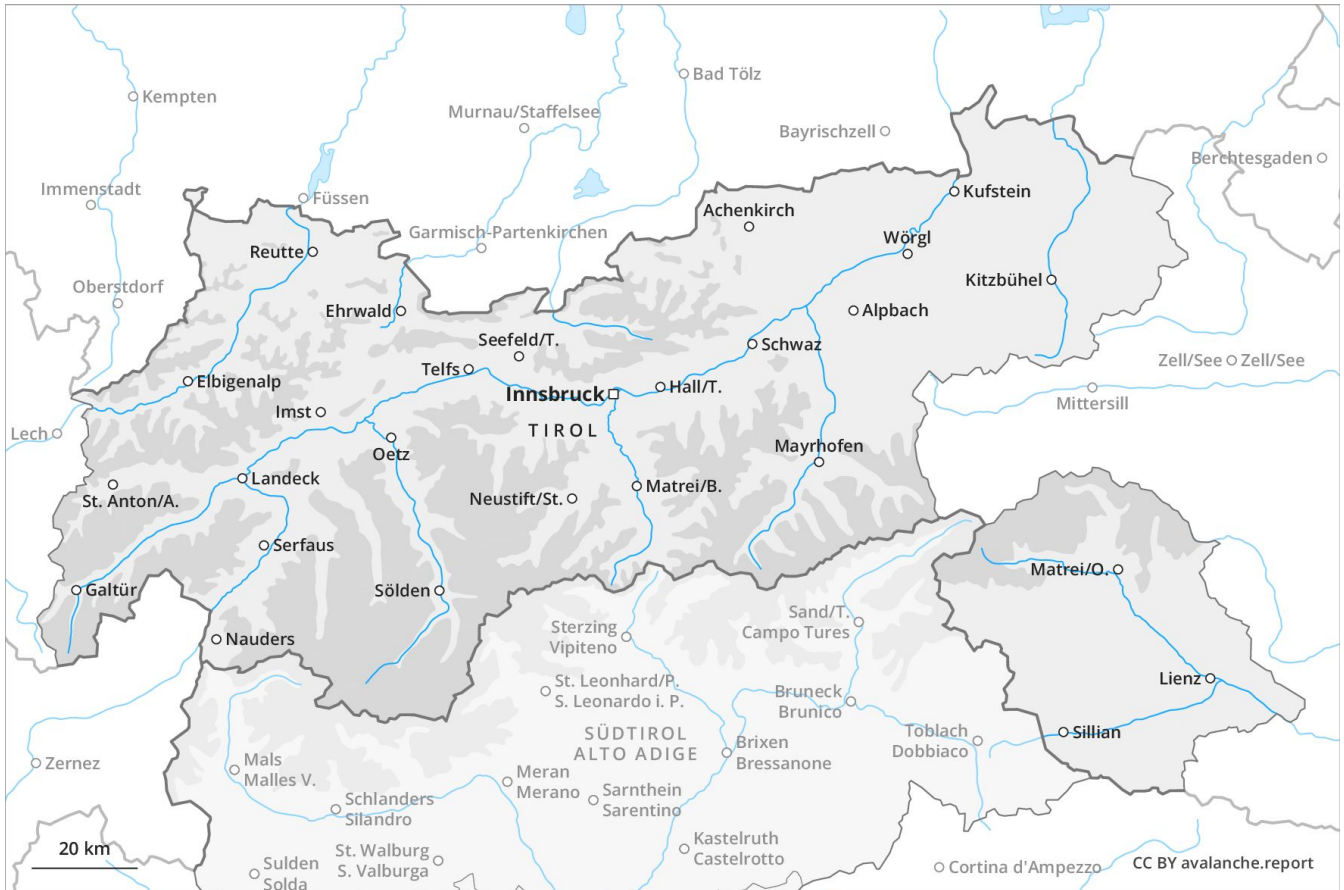 Kempten
Bad Tölz
Murnau/Staffelsee
Bayrischzell
Berchtesgaden
Immenstadt
Füssen
Kufstein
Achenkirch
Garmisch-Partenkirchen
Wörgl
Reutte
Kitzbühel
Oberstdorf
Ehrwald
Alpbach
Seefeld/T.
Schwaz
Zell/See
Zell/See
Telfs
Elbigenalp
Innsbruck
Hall/T.
Mittersill
Imst
TIROL
Lech
Oetz
Mayrhofen
Landeck
St. Anton/A.
Neustift/St.
Matrei/B.
Serfaus
Matrei/O.
Galtür
Sölden
Sand/T.
Campo Tures
Sterzing
Vipiteno
Nauders
Lienz
St. Leonhard/P.
S. Leonardo i. P.
Bruneck
Brunico
SÜDTIROL
ALTO ADIGE
Toblach
Dobbiaco
Sillian
Brixen
Bressanone
Zernez
Mals
Malles V.
Meran
Merano
Sarnthein
Sarentino
Schlanders
Silandro
20 km
St. Walburg
S. Valburga
Kastelruth
Castelrotto
Sulden
Solda
Cortina d'Ampezzo
CC BY avalanche.report